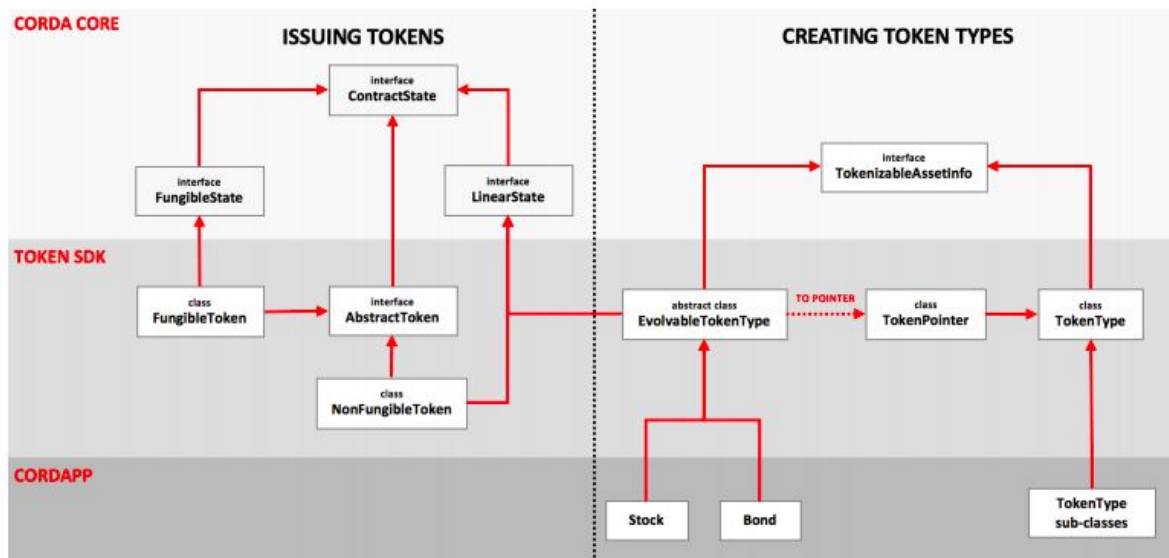 CORDA CORE
ISSUING TOKENS
CREATING TOKEN TYPES
interface
ContractState
interface
FungibleState
interface
LinearState
interface
TokenizableAssetInfo
TOKEN SDK
class
FungibleToken
interface
AbstractToken
abstract class
EvolvableTokenType
TO POINTER
class
TokenPointer
class
TokenType
class
NonFungibleToken
CORDAPP
Stock
Bond
TokenType
sub-classes